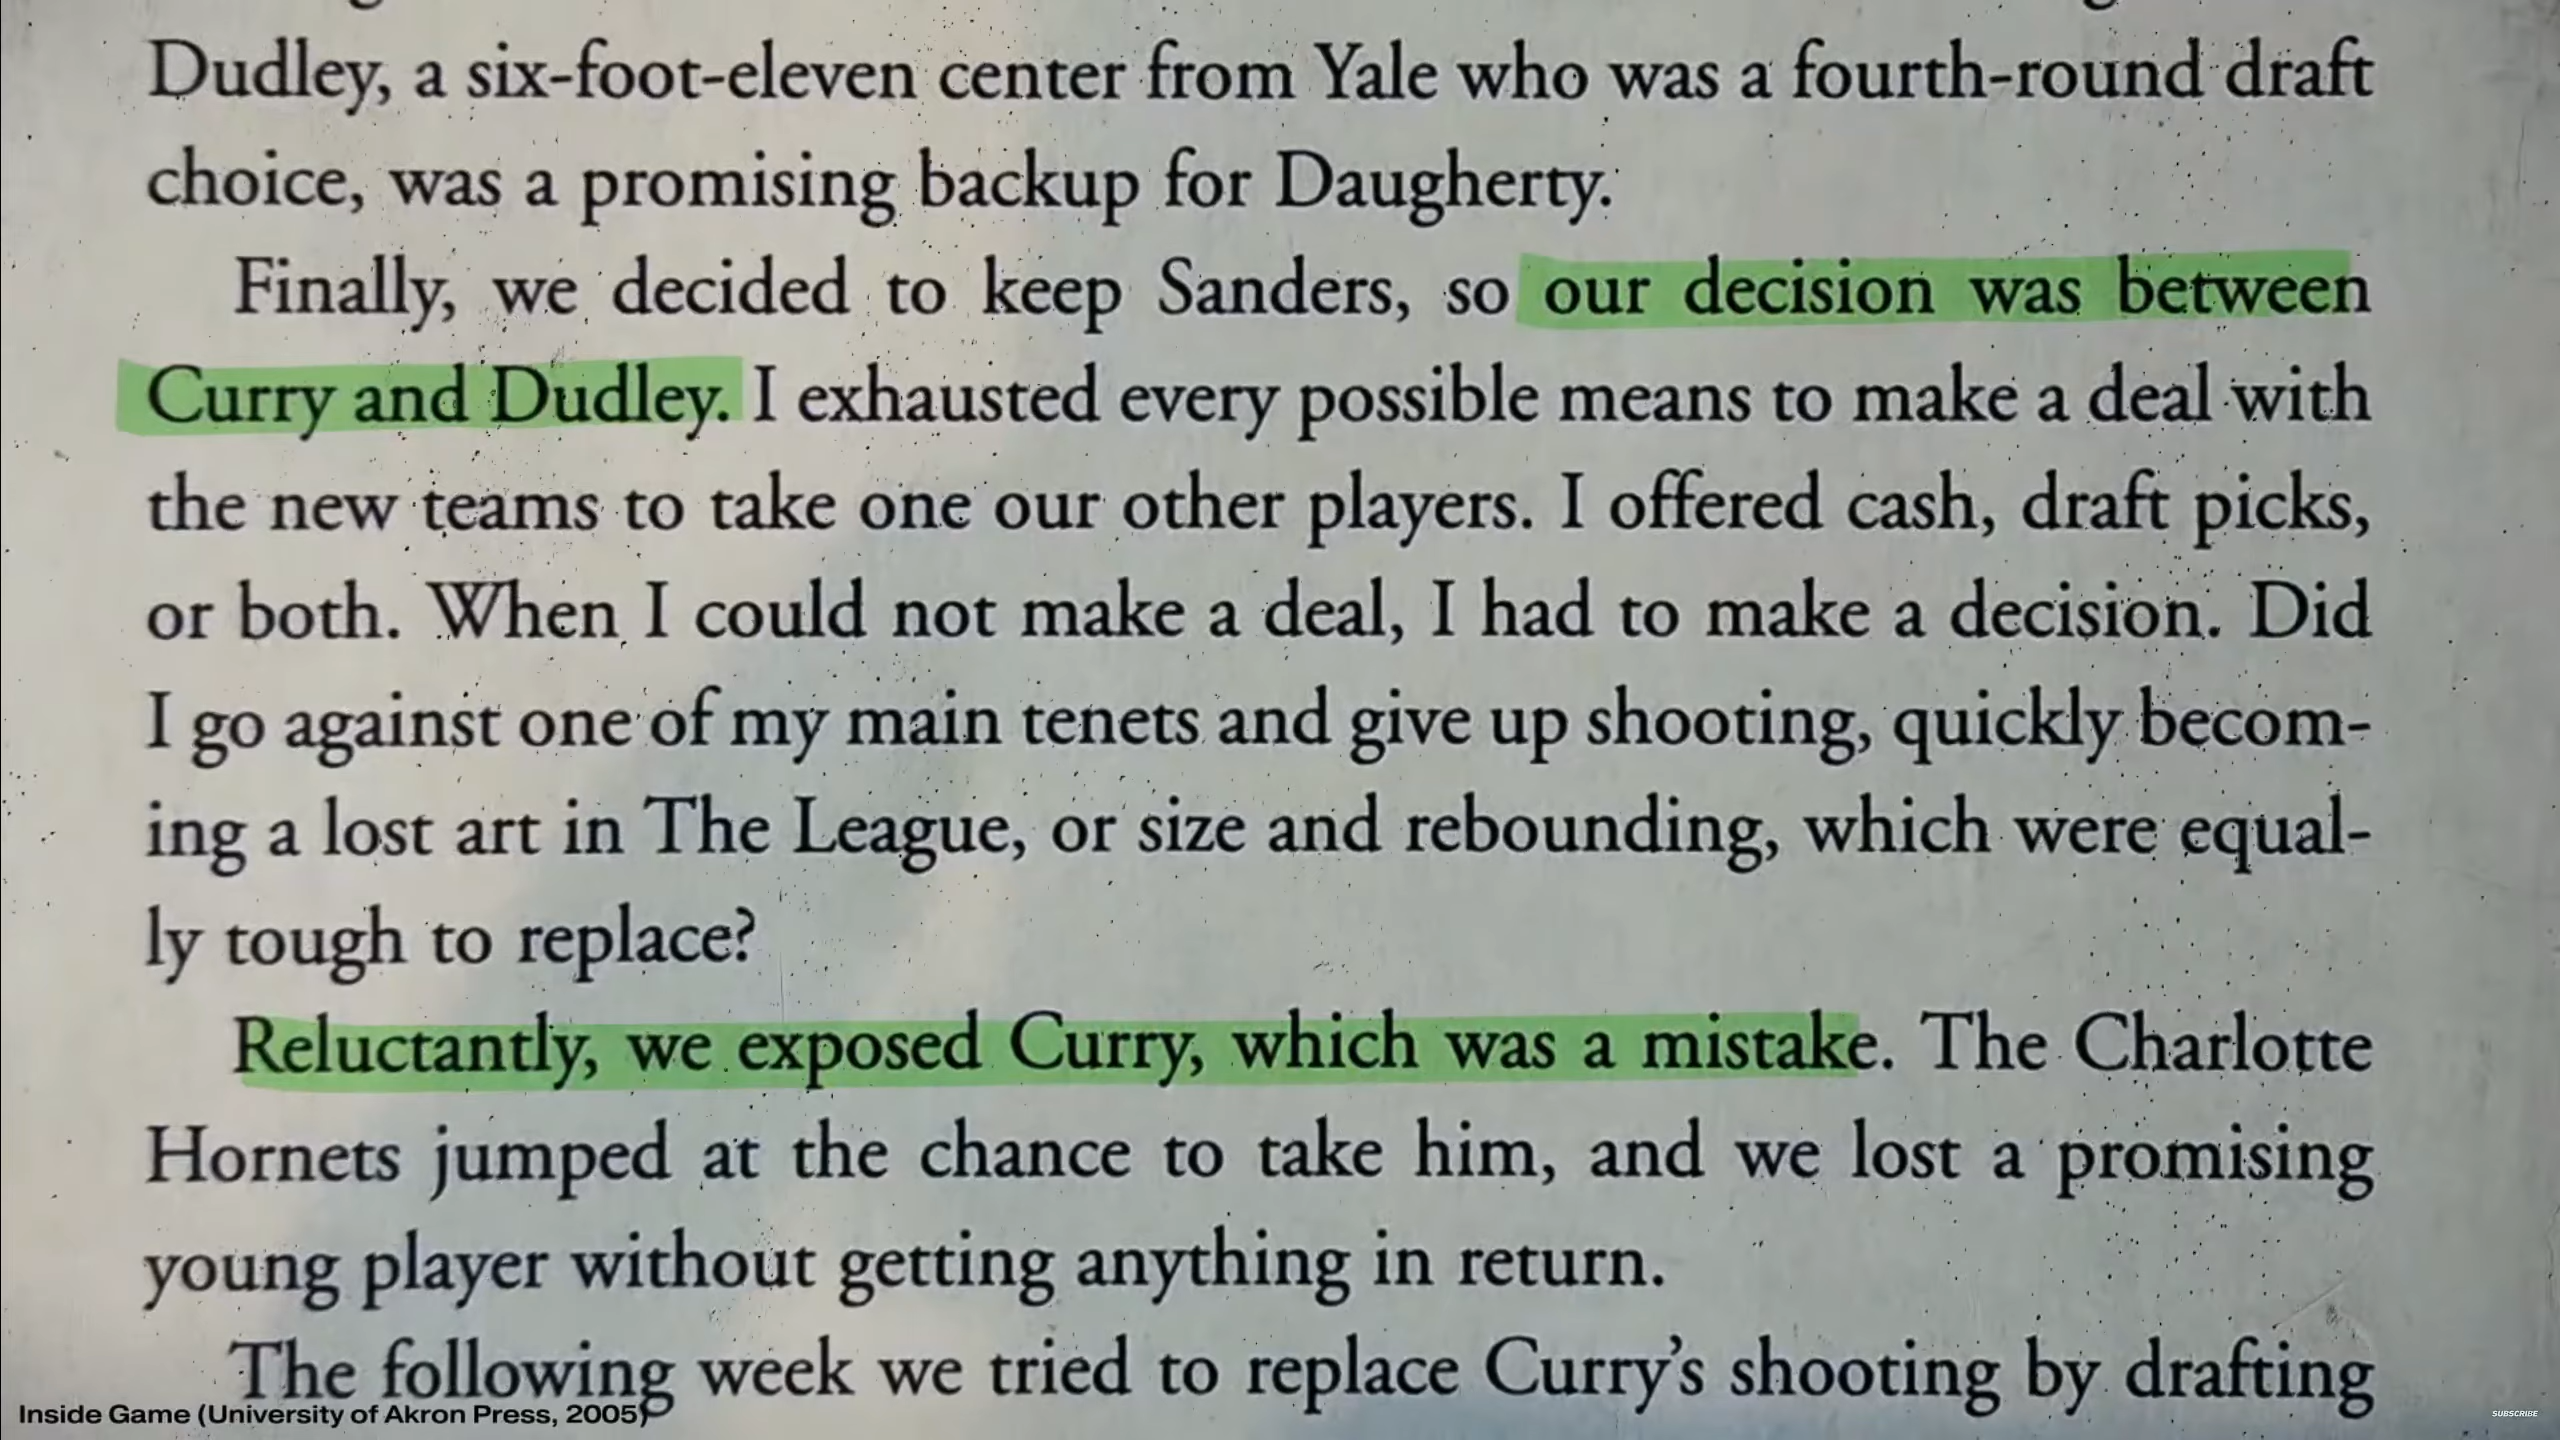 Dudley, a six-foot-eleven center from Yale who was a fourth-round draft
choice, was a promising backup for Daugherty.
Finally, we decided to keep Sanders, so our decision was between
Curry and Dudley. I exhausted every possible means to make a deal with
the new teams to take one our other players. I offered cash, draft picks,
or both. When I could not make a deal, I had to make a decision. Did
I go against one of my main tenets and give up shooting, quickly becom-
ing a lost art in The League, or size and rebounding, which were equal-
ly tough to replace?
Reluctantly, we exposed Curry, which was a mistake. The Charlotte
Hornets jumped at the chance to take him, and we lost a promising
young player without getting anything in return.
The following week we tried to replace Curry's shooting by drafting
Inside Game (University of Akron Press, 2005)
SUBSCRIBE